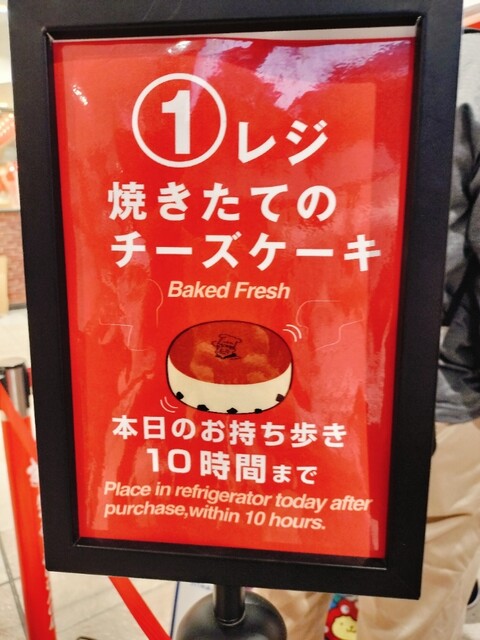 ①レジ
焼きたての
チーズケーキ
Baked Fresh
本日のお持ち歩き
10時間まで
Place in refrigerator today after
purchase,within 10 hours.